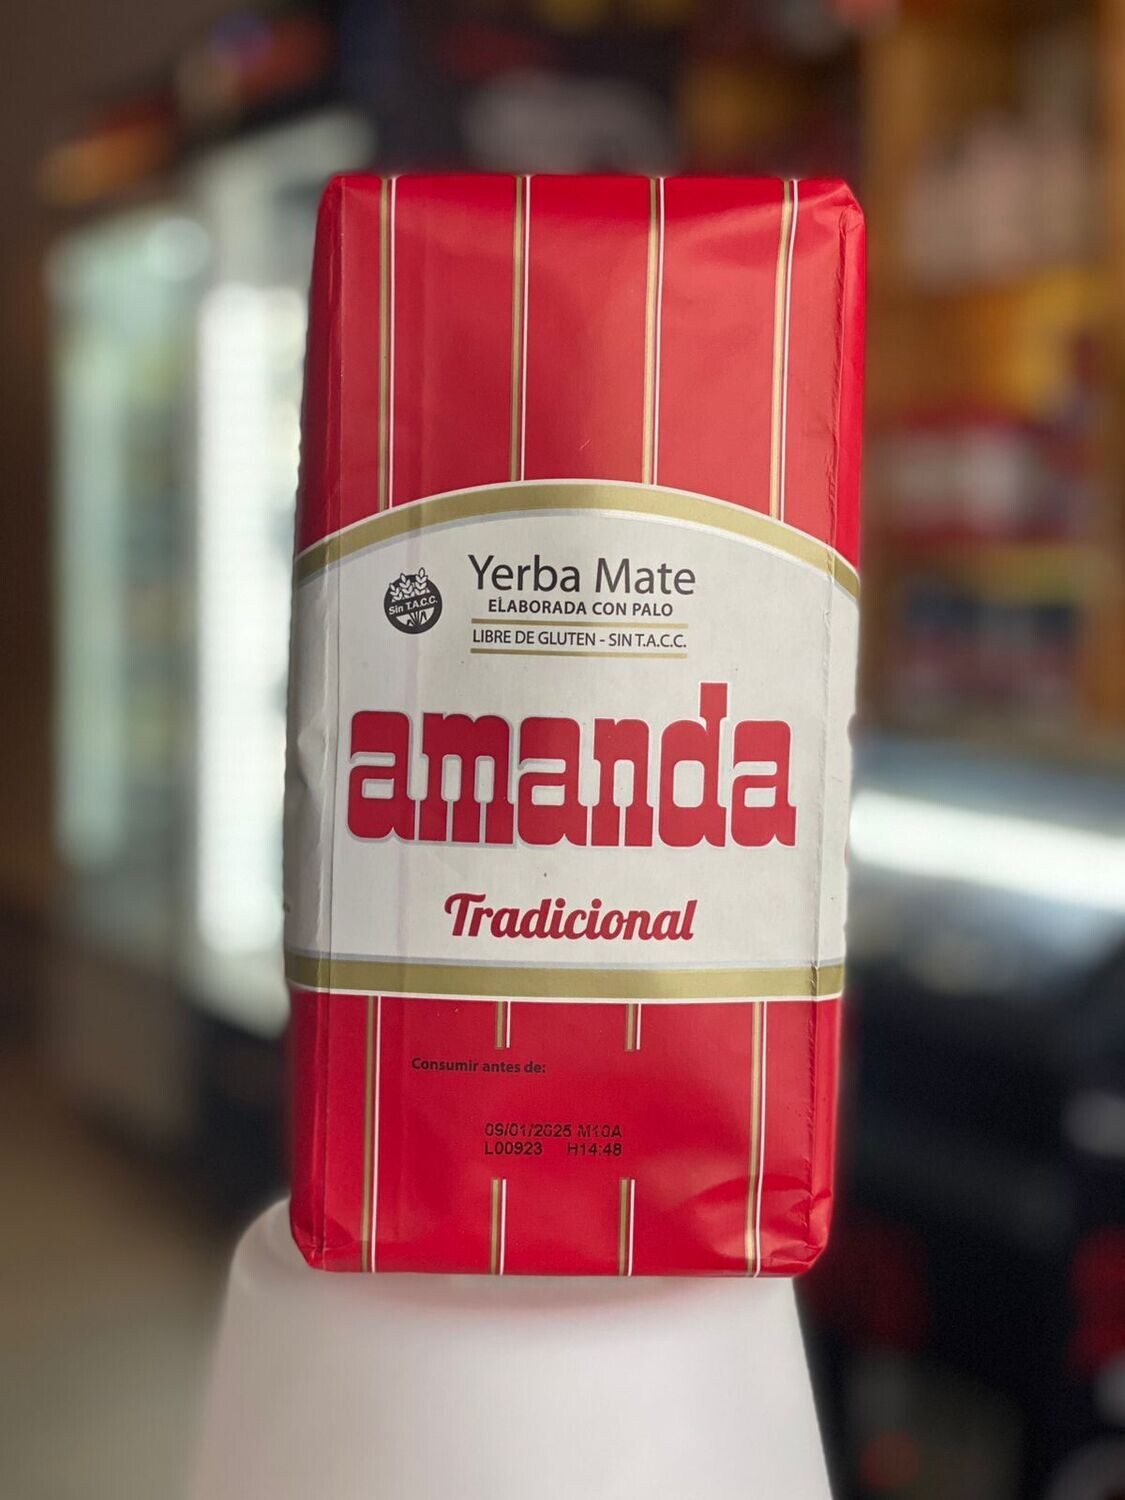 Yerba Mate
ELABORADA CON PALO
Sin T.A.C.C.
LIBRE DE GLUTEN - SIN T.A.C.C.
amanda
Tradicional
Consumir antes de:
09/01/2025 M10A
L00923 H14:48